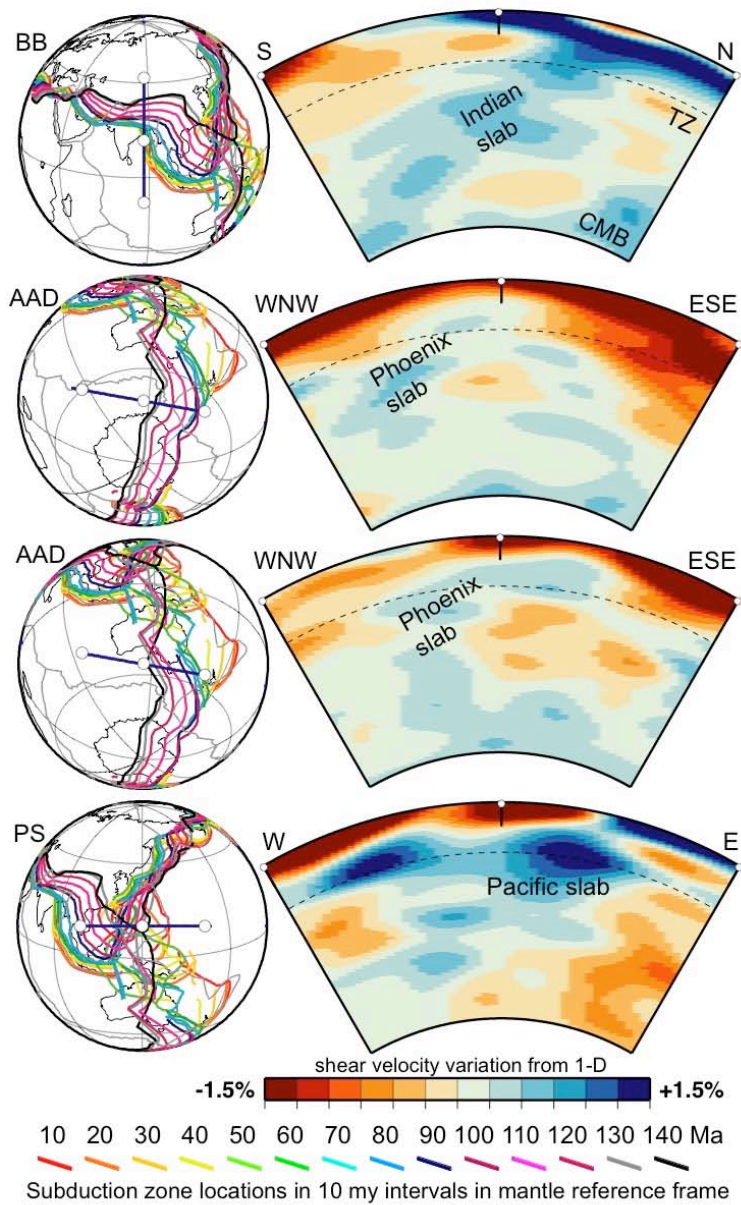 BB
S
N
Indian
slab
TZ
CMB
AAD
WNW
ESE
Phoenix
slab
AAD
WNW
ESE
Phoenix
slab
PS
W
E
Pacific slab
shear velocity variation from 1-D
-1.5% +1.5%
10 20 30 40 50 60 70 80 90 100 110 120 130 140 Ma
Subduction zone locations in 10 my intervals in mantle reference frame